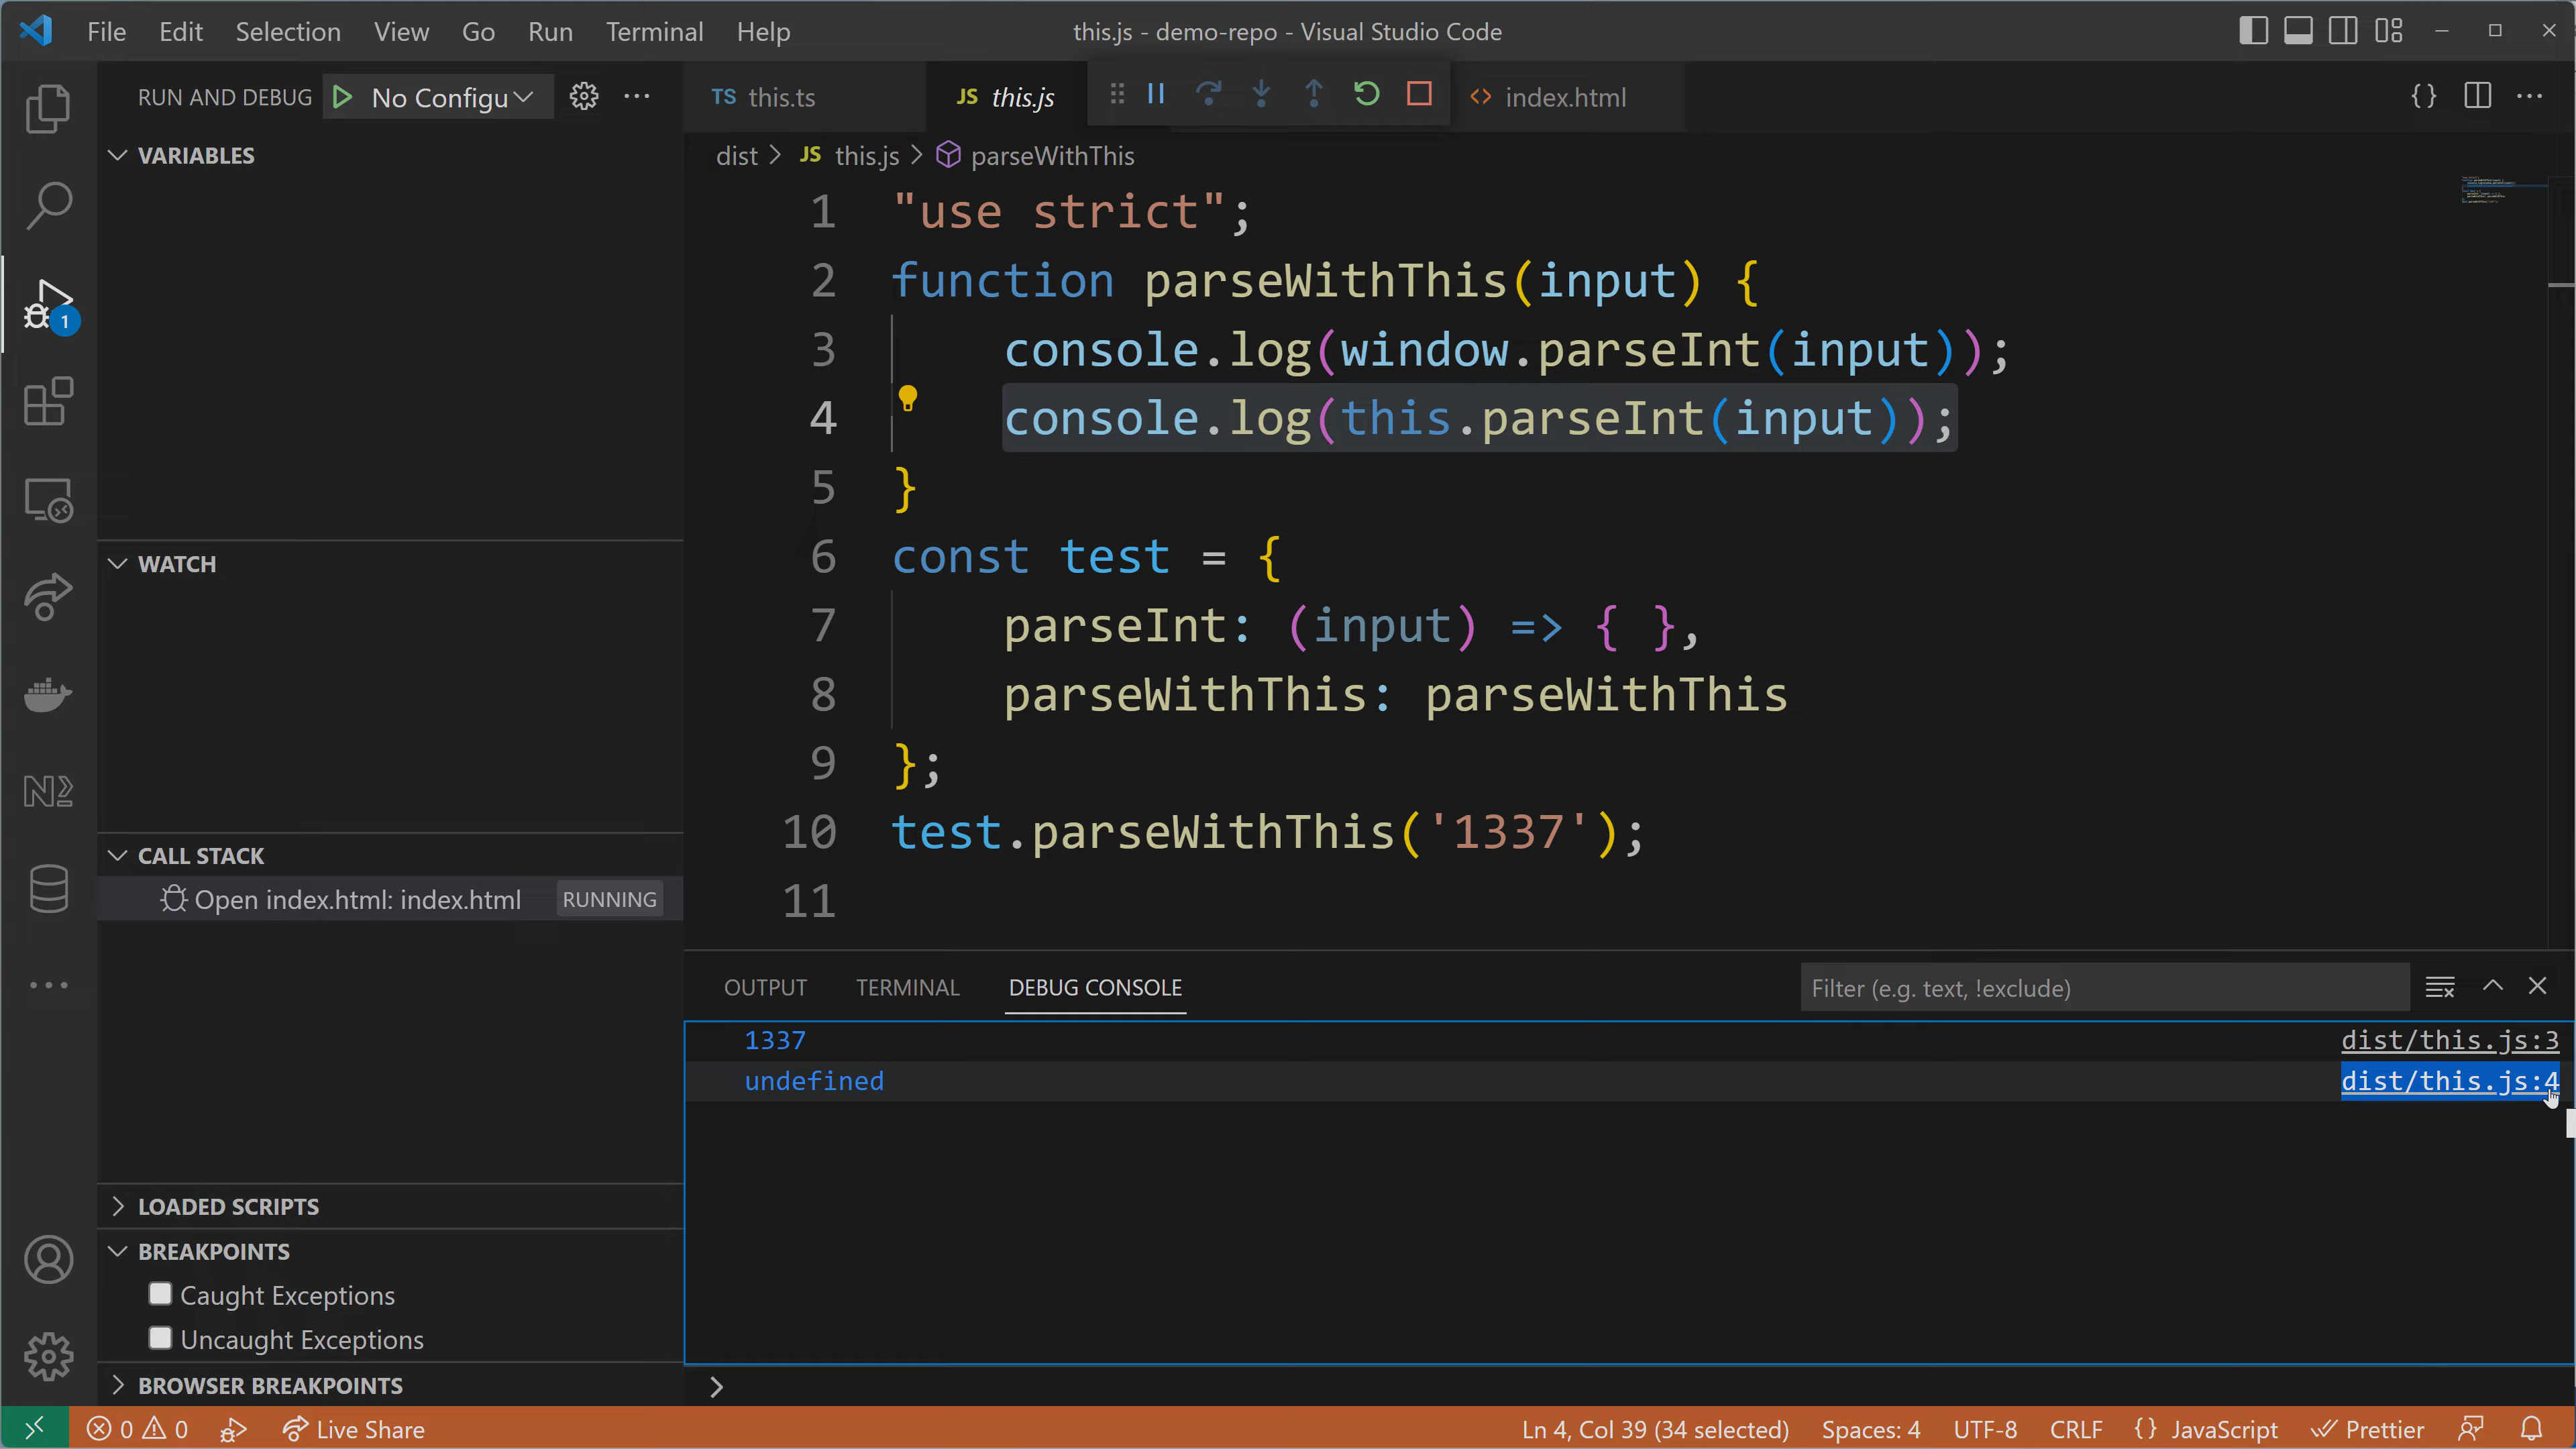 File Edit Selection View Go Run Terminal Help
this.js - demo-repo - Visual Studio Code
RUN AND DEBUG No Configu
TS this.ts
JS this.js
<> index.html
VARIABLES
dist > JS this.js > parseWithThis
1 "use strict";
2 function parseWithThis(input) {
3 console.log(window.parseInt(input));
4 console.log(this.parseInt(input));
5 }
6 const test = {
7 parseInt: (input) => { },
8 parseWithThis: parseWithThis
9 };
10 test.parseWithThis('1337');
11
1
WATCH
CALL STACK
Open index.html: index.html RUNNING
LOADED SCRIPTS
BREAKPOINTS
Caught Exceptions
Uncaught Exceptions
BROWSER BREAKPOINTS
OUTPUT TERMINAL DEBUG CONSOLE
Filter (e.g. text, !exclude)
1337 dist/this.js:3
undefined dist/this.js:4
>
0 0 Live Share
Ln 4, Col 39 (34 selected) Spaces: 4 UTF-8 CRLF {} JavaScript Prettier